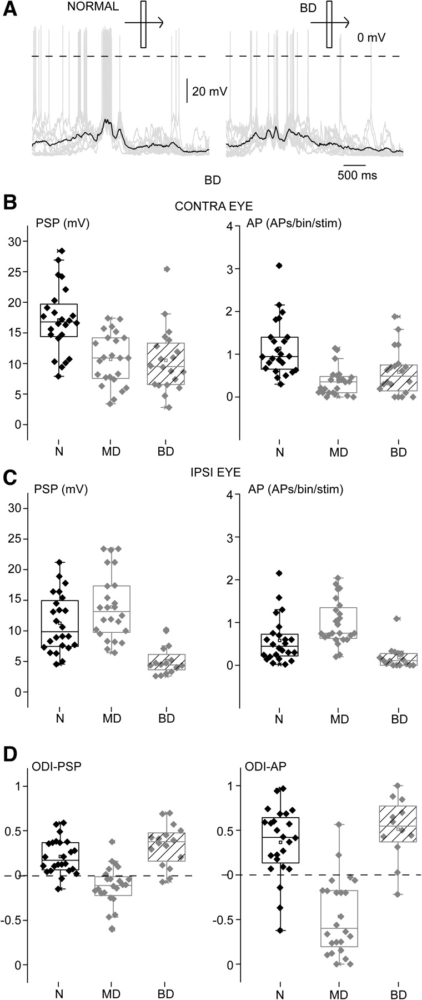 A
NORMAL
BD
0 mV
20 mV
500 ms
BD
B
CONTRA EYE
PSP (mV)
AP (APs/bin/stim)
30
25
20
15
10
5
0
4
3
2
1
0
N
MD
BD
N
MD
BD
C
IPSI EYE
PSP (mV)
AP (APs/bin/stim)
30
25
20
15
10
5
0
4
3
2
1
0
N
MD
BD
N
MD
BD
D
ODI-PSP
ODI-AP
1
0.5
0
-0.5
0
1
0.5
0
-0.5
0
N
MD
BD
N
MD
BD